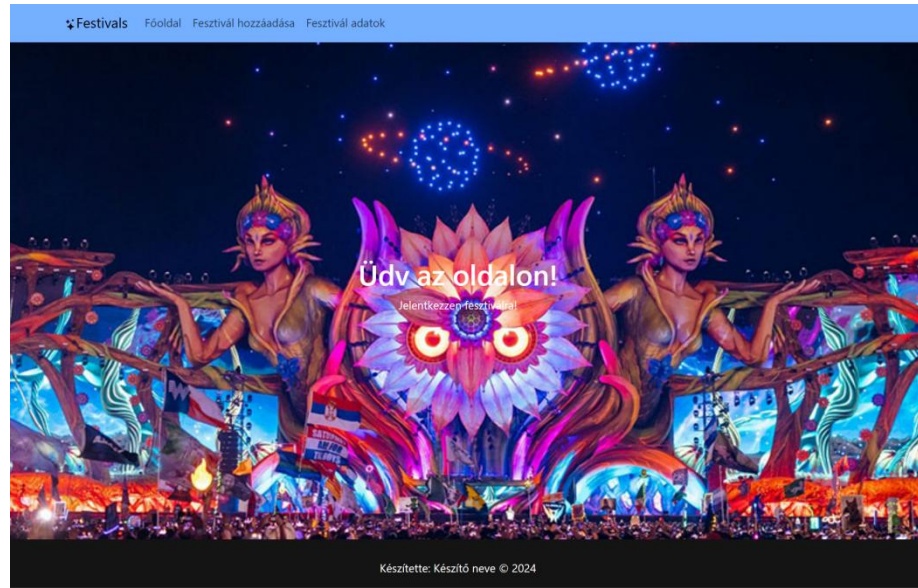 Festivals Főoldal Fesztivál hozzáadása Fesztivál adatok
Üdv az oldalon!
Jelentkezzen fesztiválra!
Készítette: Készítő neve © 2024